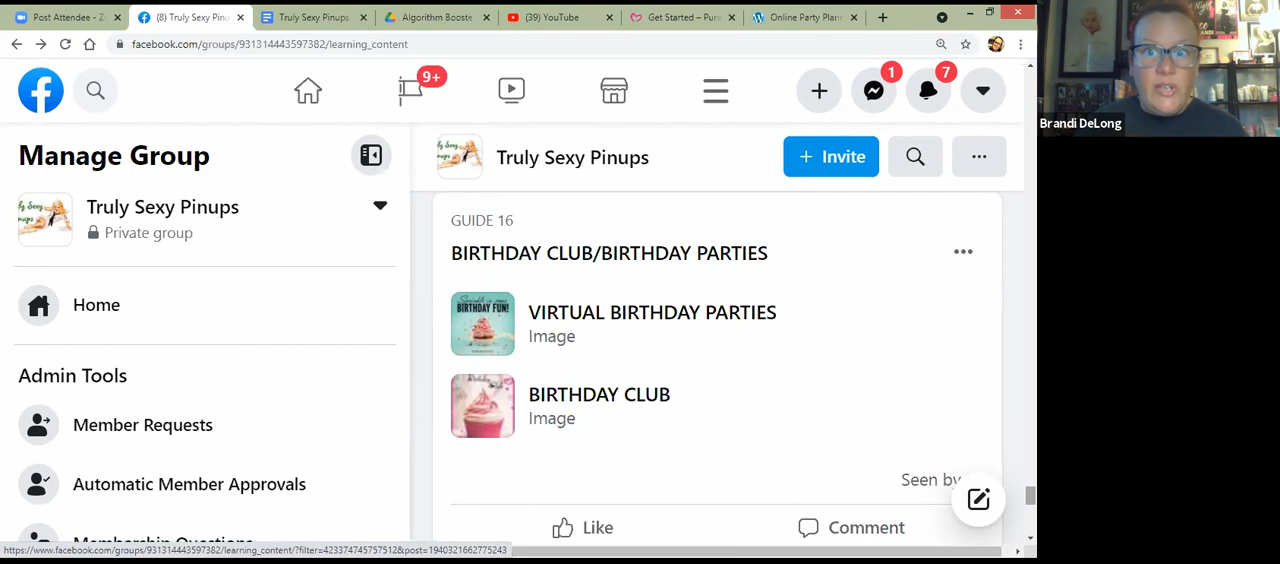 Post Attendee - Zo
(8) Truly Sexy Pinu
Truly Sexy Pinups
Algorithm Booste
(39) YouTube
Get Started – Pure
Online Party Plan
facebook.com/groups/931314443597382/learning_content
9+
1
7
Brandi DeLong
Manage Group
Truly Sexy Pinups
Invite
Truly Sexy Pinups
Private group
Home
Admin Tools
Member Requests
Automatic Member Approvals
Membership Questions
GUIDE 16
BIRTHDAY CLUB/BIRTHDAY PARTIES
BIRTHDAY FUN!
VIRTUAL BIRTHDAY PARTIES
Image
BIRTHDAY CLUB
Image
Seen by
Like
Comment
https://www.facebook.com/groups/931314443597382/learning_content/?filter=423374745757512&post=1940321662775243